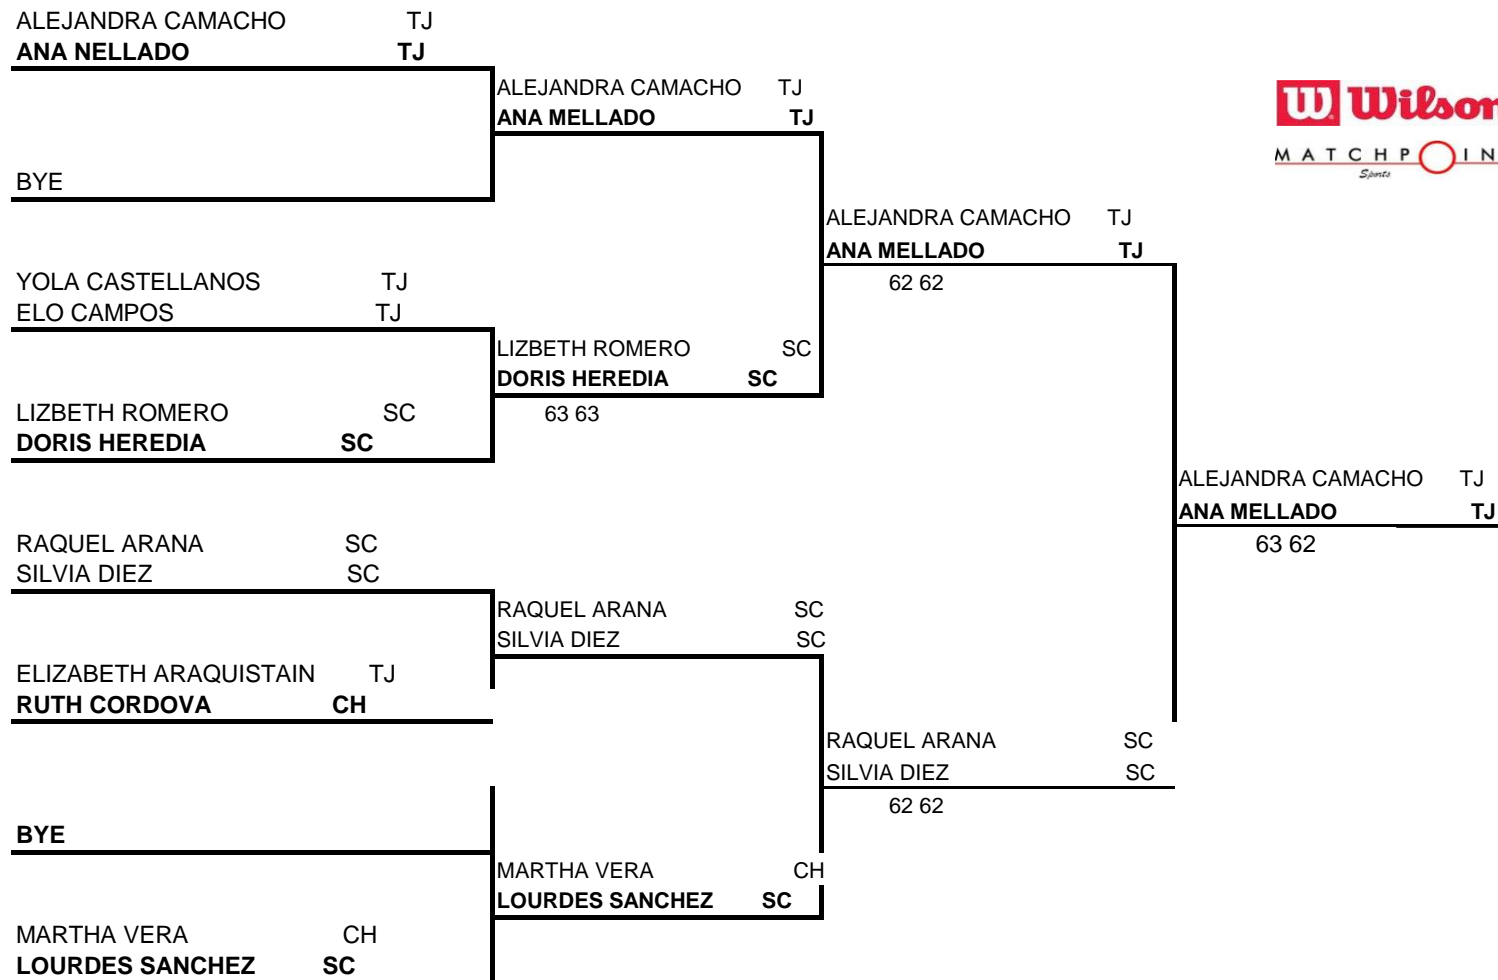 ALEJANDRA CAMACHO TJ
ANA NELLADO TJ
ALEJANDRA CAMACHO TJ
ANA MELLADO TJ
W Wilson
MATCHPOIN
Sports
BYE
ALEJANDRA CAMACHO TJ
ANA MELLADO TJ
62 62
YOLA CASTELLANOS TJ
ELO CAMPOS TJ
LIZBETH ROMERO SC
DORIS HEREDIA SC
63 63
LIZBETH ROMERO SC
DORIS HEREDIA SC
ALEJANDRA CAMACHO TJ
ANA MELLADO TJ
63 62
RAQUEL ARANA SC
SILVIA DIEZ SC
RAQUEL ARANA SC
SILVIA DIEZ SC
ELIZABETH ARAQUISTAIN TJ
RUTH CORDOVA CH
RAQUEL ARANA SC
SILVIA DIEZ SC
62 62
BYE
MARTHA VERA CH
LOURDES SANCHEZ SC
MARTHA VERA CH
LOURDES SANCHEZ SC